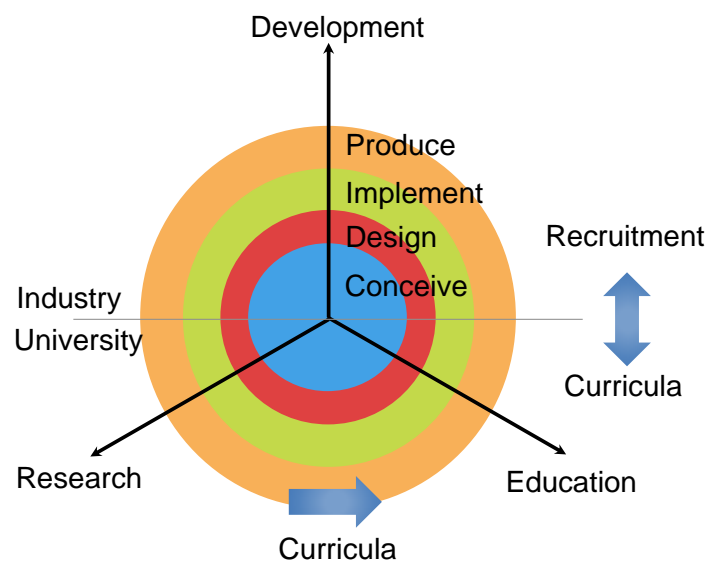 Development
Produce
Implement
Design
Recruitment
Conceive
Industry
University
Curricula
Research
Education
Curricula